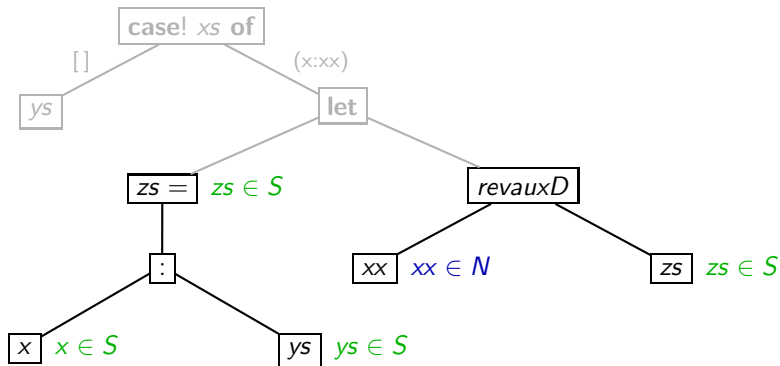 case! xs of
[ ] (x:xx)
ys let
zs = zs ∈ S revauxD
: xx xx ∈ N zs zs ∈ S
x x ∈ S ys ys ∈ S